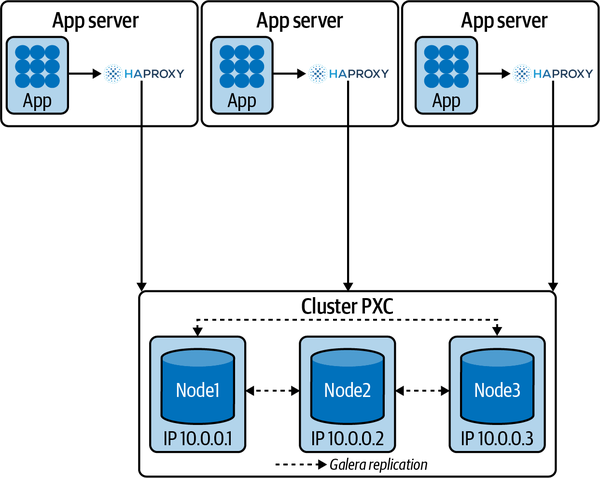 App server
App server
App server
App
HAPROXY
App
HAPROXY
App
HAPROXY
Cluster PXC
Node1
Node2
Node3
IP 10.0.0.1
IP 10.0.0.2
IP 10.0.0.3
Galera replication